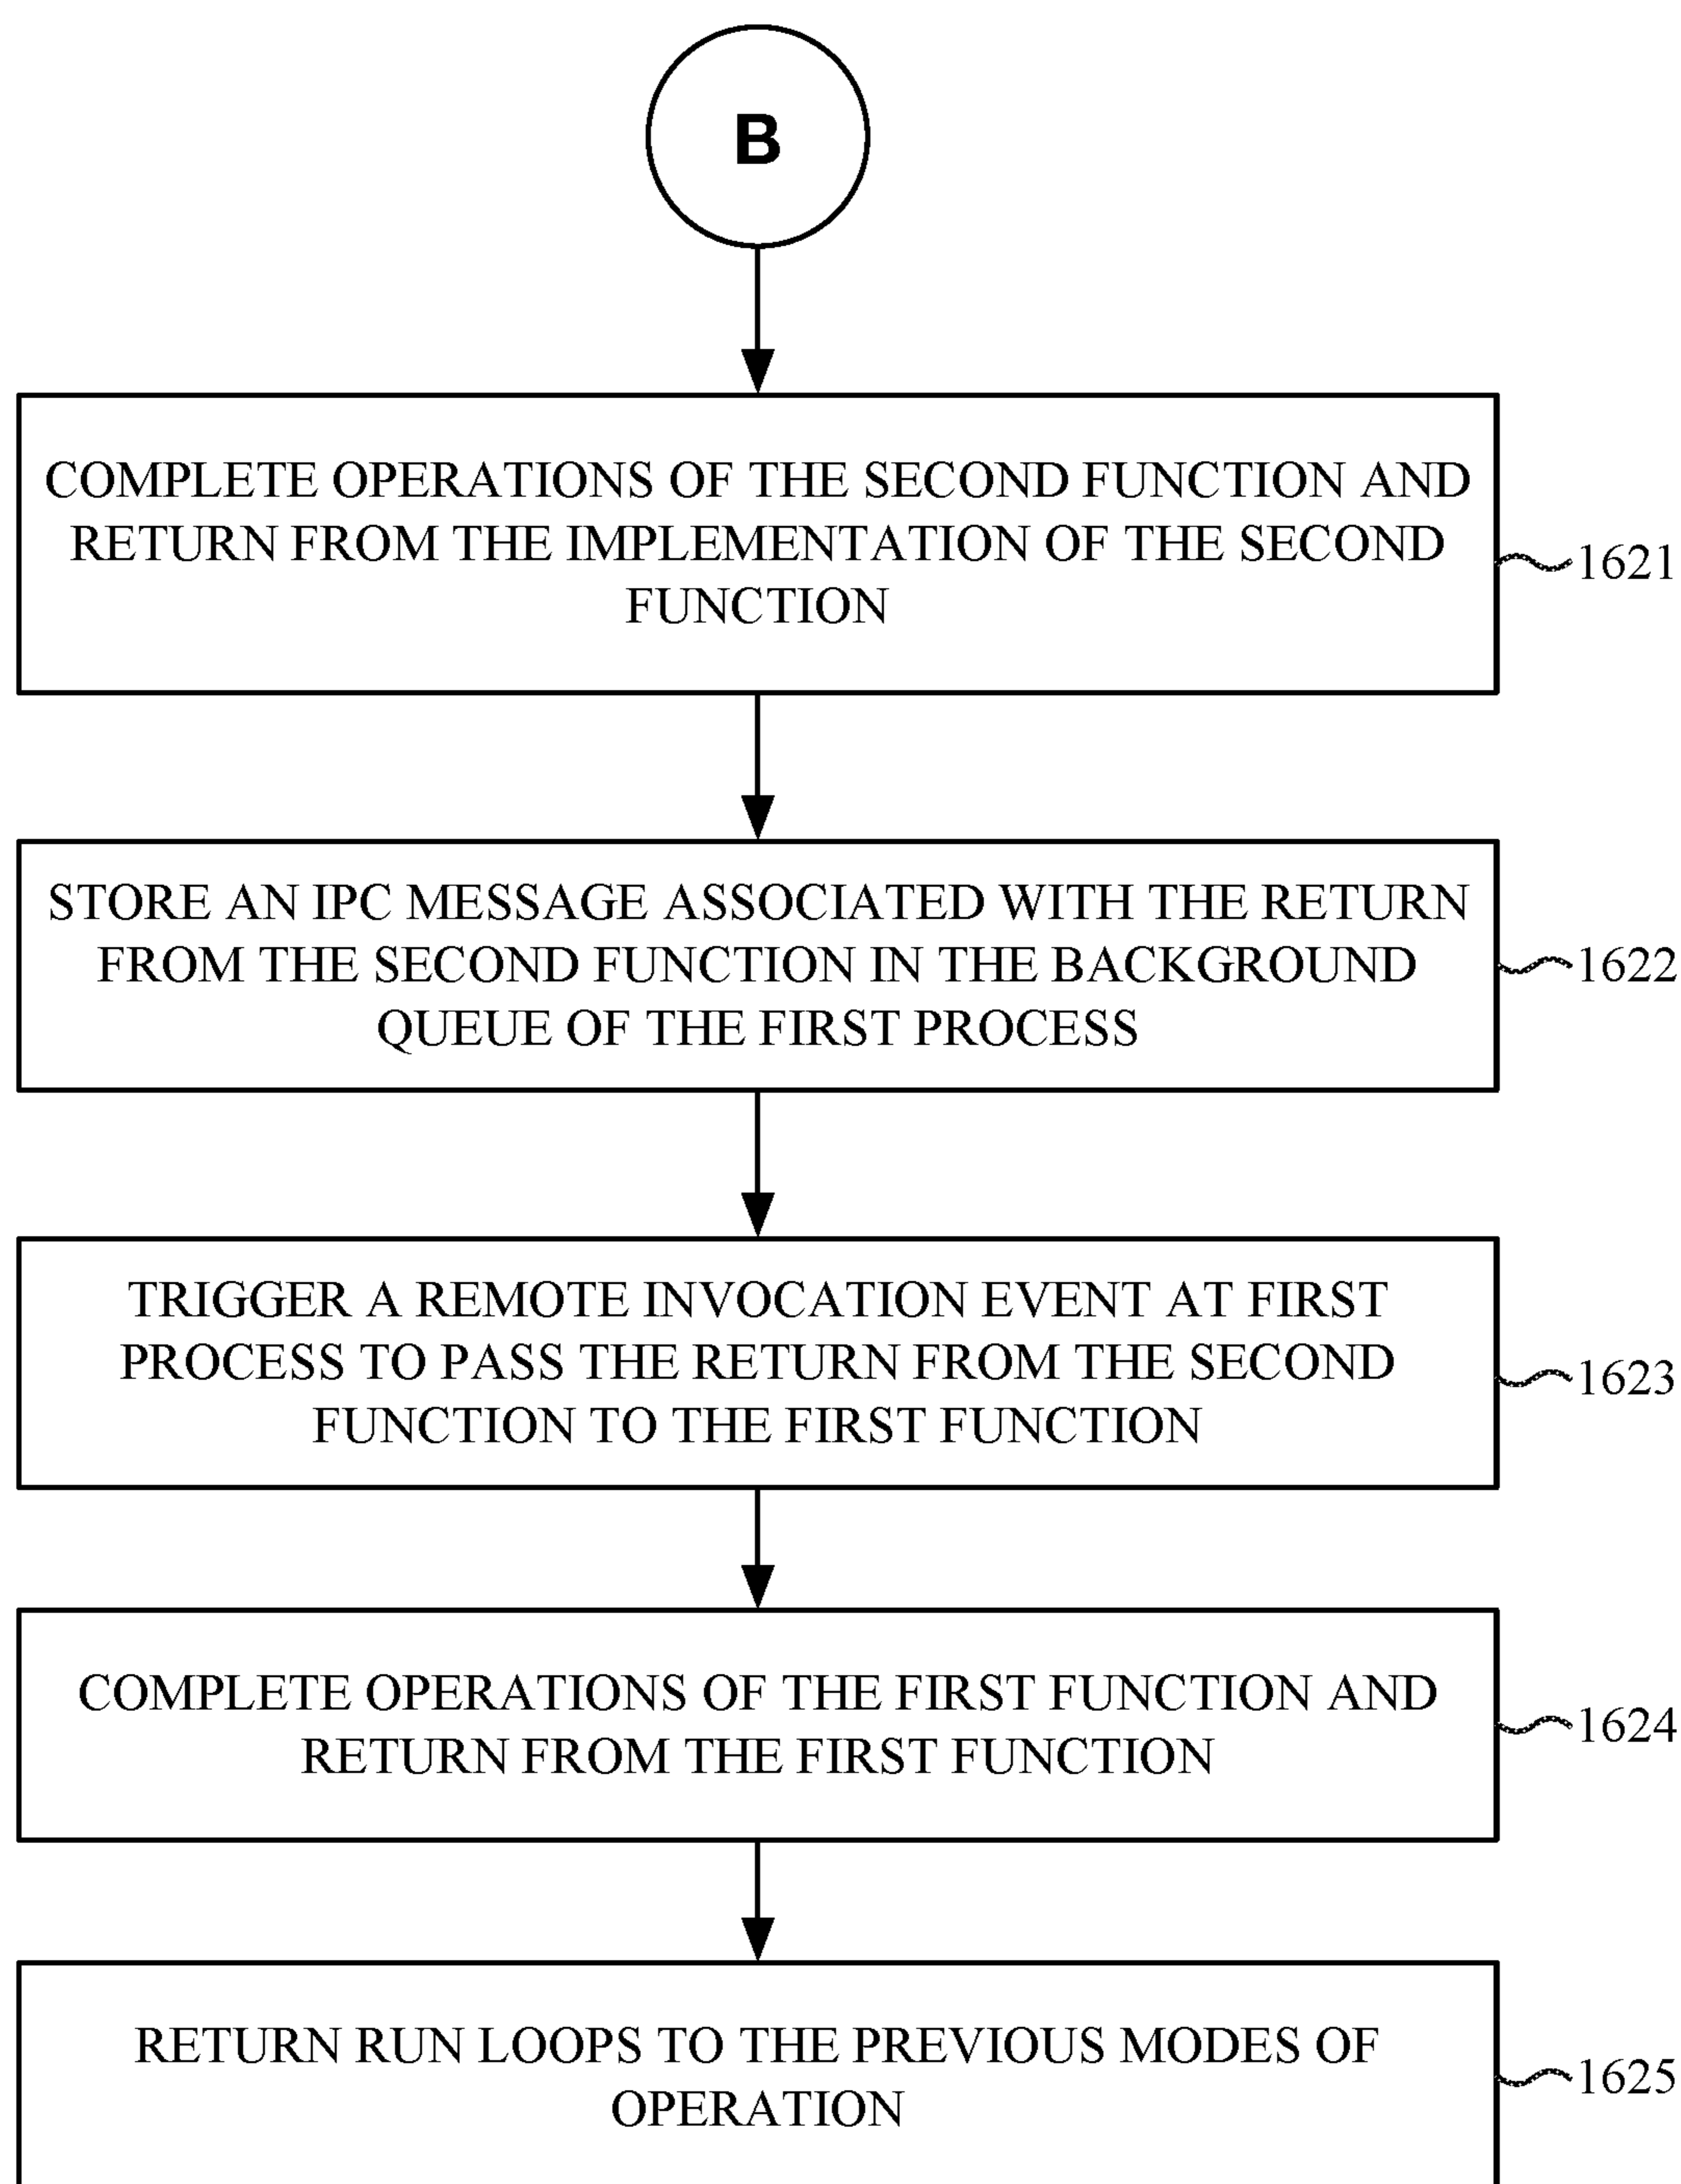 B
COMPLETE OPERATIONS OF THE SECOND FUNCTION AND
RETURN FROM THE IMPLEMENTATION OF THE SECOND
FUNCTION
1621
STORE AN IPC MESSAGE ASSOCIATED WITH THE RETURN
FROM THE SECOND FUNCTION IN THE BACKGROUND
QUEUE OF THE FIRST PROCESS
1622
TRIGGER A REMOTE INVOCATION EVENT AT FIRST
PROCESS TO PASS THE RETURN FROM THE SECOND
FUNCTION TO THE FIRST FUNCTION
1623
COMPLETE OPERATIONS OF THE FIRST FUNCTION AND
RETURN FROM THE FIRST FUNCTION
1624
RETURN RUN LOOPS TO THE PREVIOUS MODES OF
OPERATION
1625